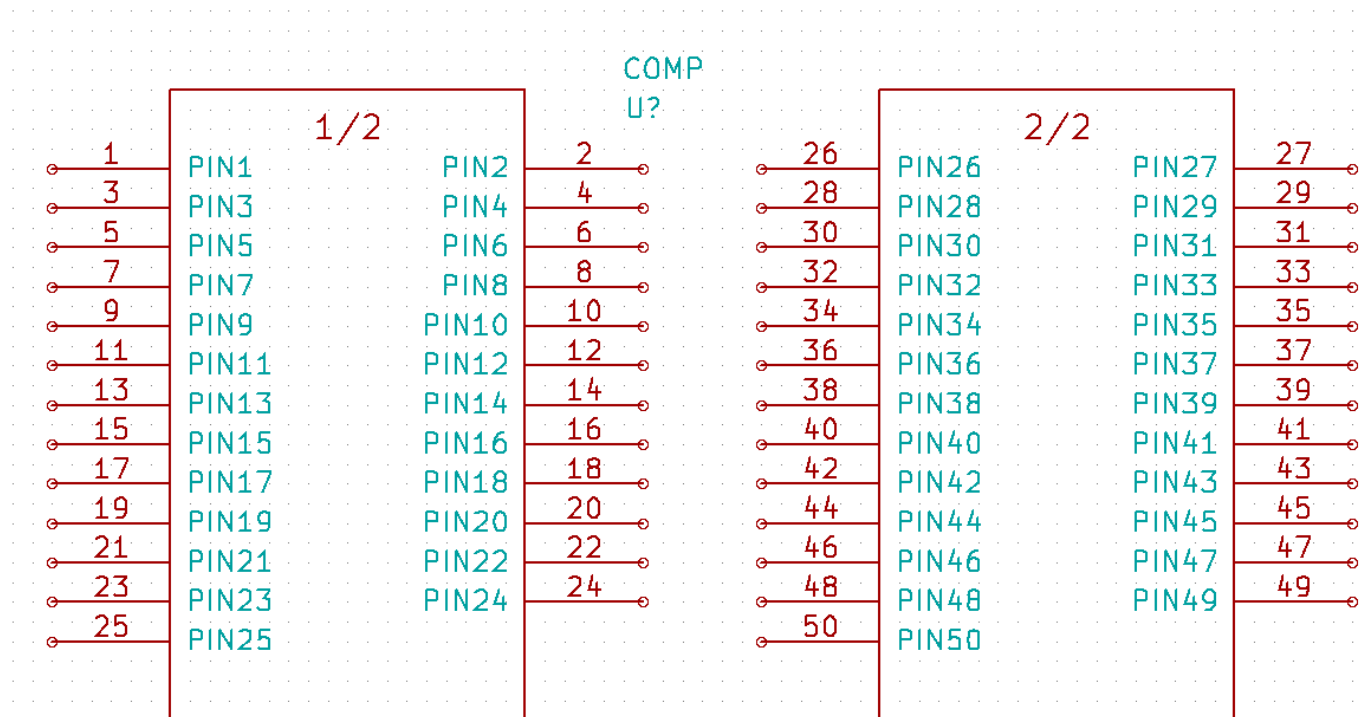 COMP
U?
1/2
1 PIN1 PIN2 2
3 PIN3 PIN4 4
5 PIN5 PIN6 6
7 PIN7 PIN8 8
9 PIN9 PIN10 10
11 PIN11 PIN12 12
13 PIN13 PIN14 14
15 PIN15 PIN16 16
17 PIN17 PIN18 18
19 PIN19 PIN20 20
21 PIN21 PIN22 22
23 PIN23 PIN24 24
25 PIN25
2/2
26 PIN26 PIN27 27
28 PIN28 PIN29 29
30 PIN30 PIN31 31
32 PIN32 PIN33 33
34 PIN34 PIN35 35
36 PIN36 PIN37 37
38 PIN38 PIN39 39
40 PIN40 PIN41 41
42 PIN42 PIN43 43
44 PIN44 PIN45 45
46 PIN46 PIN47 47
48 PIN48 PIN49 49
50 PIN50